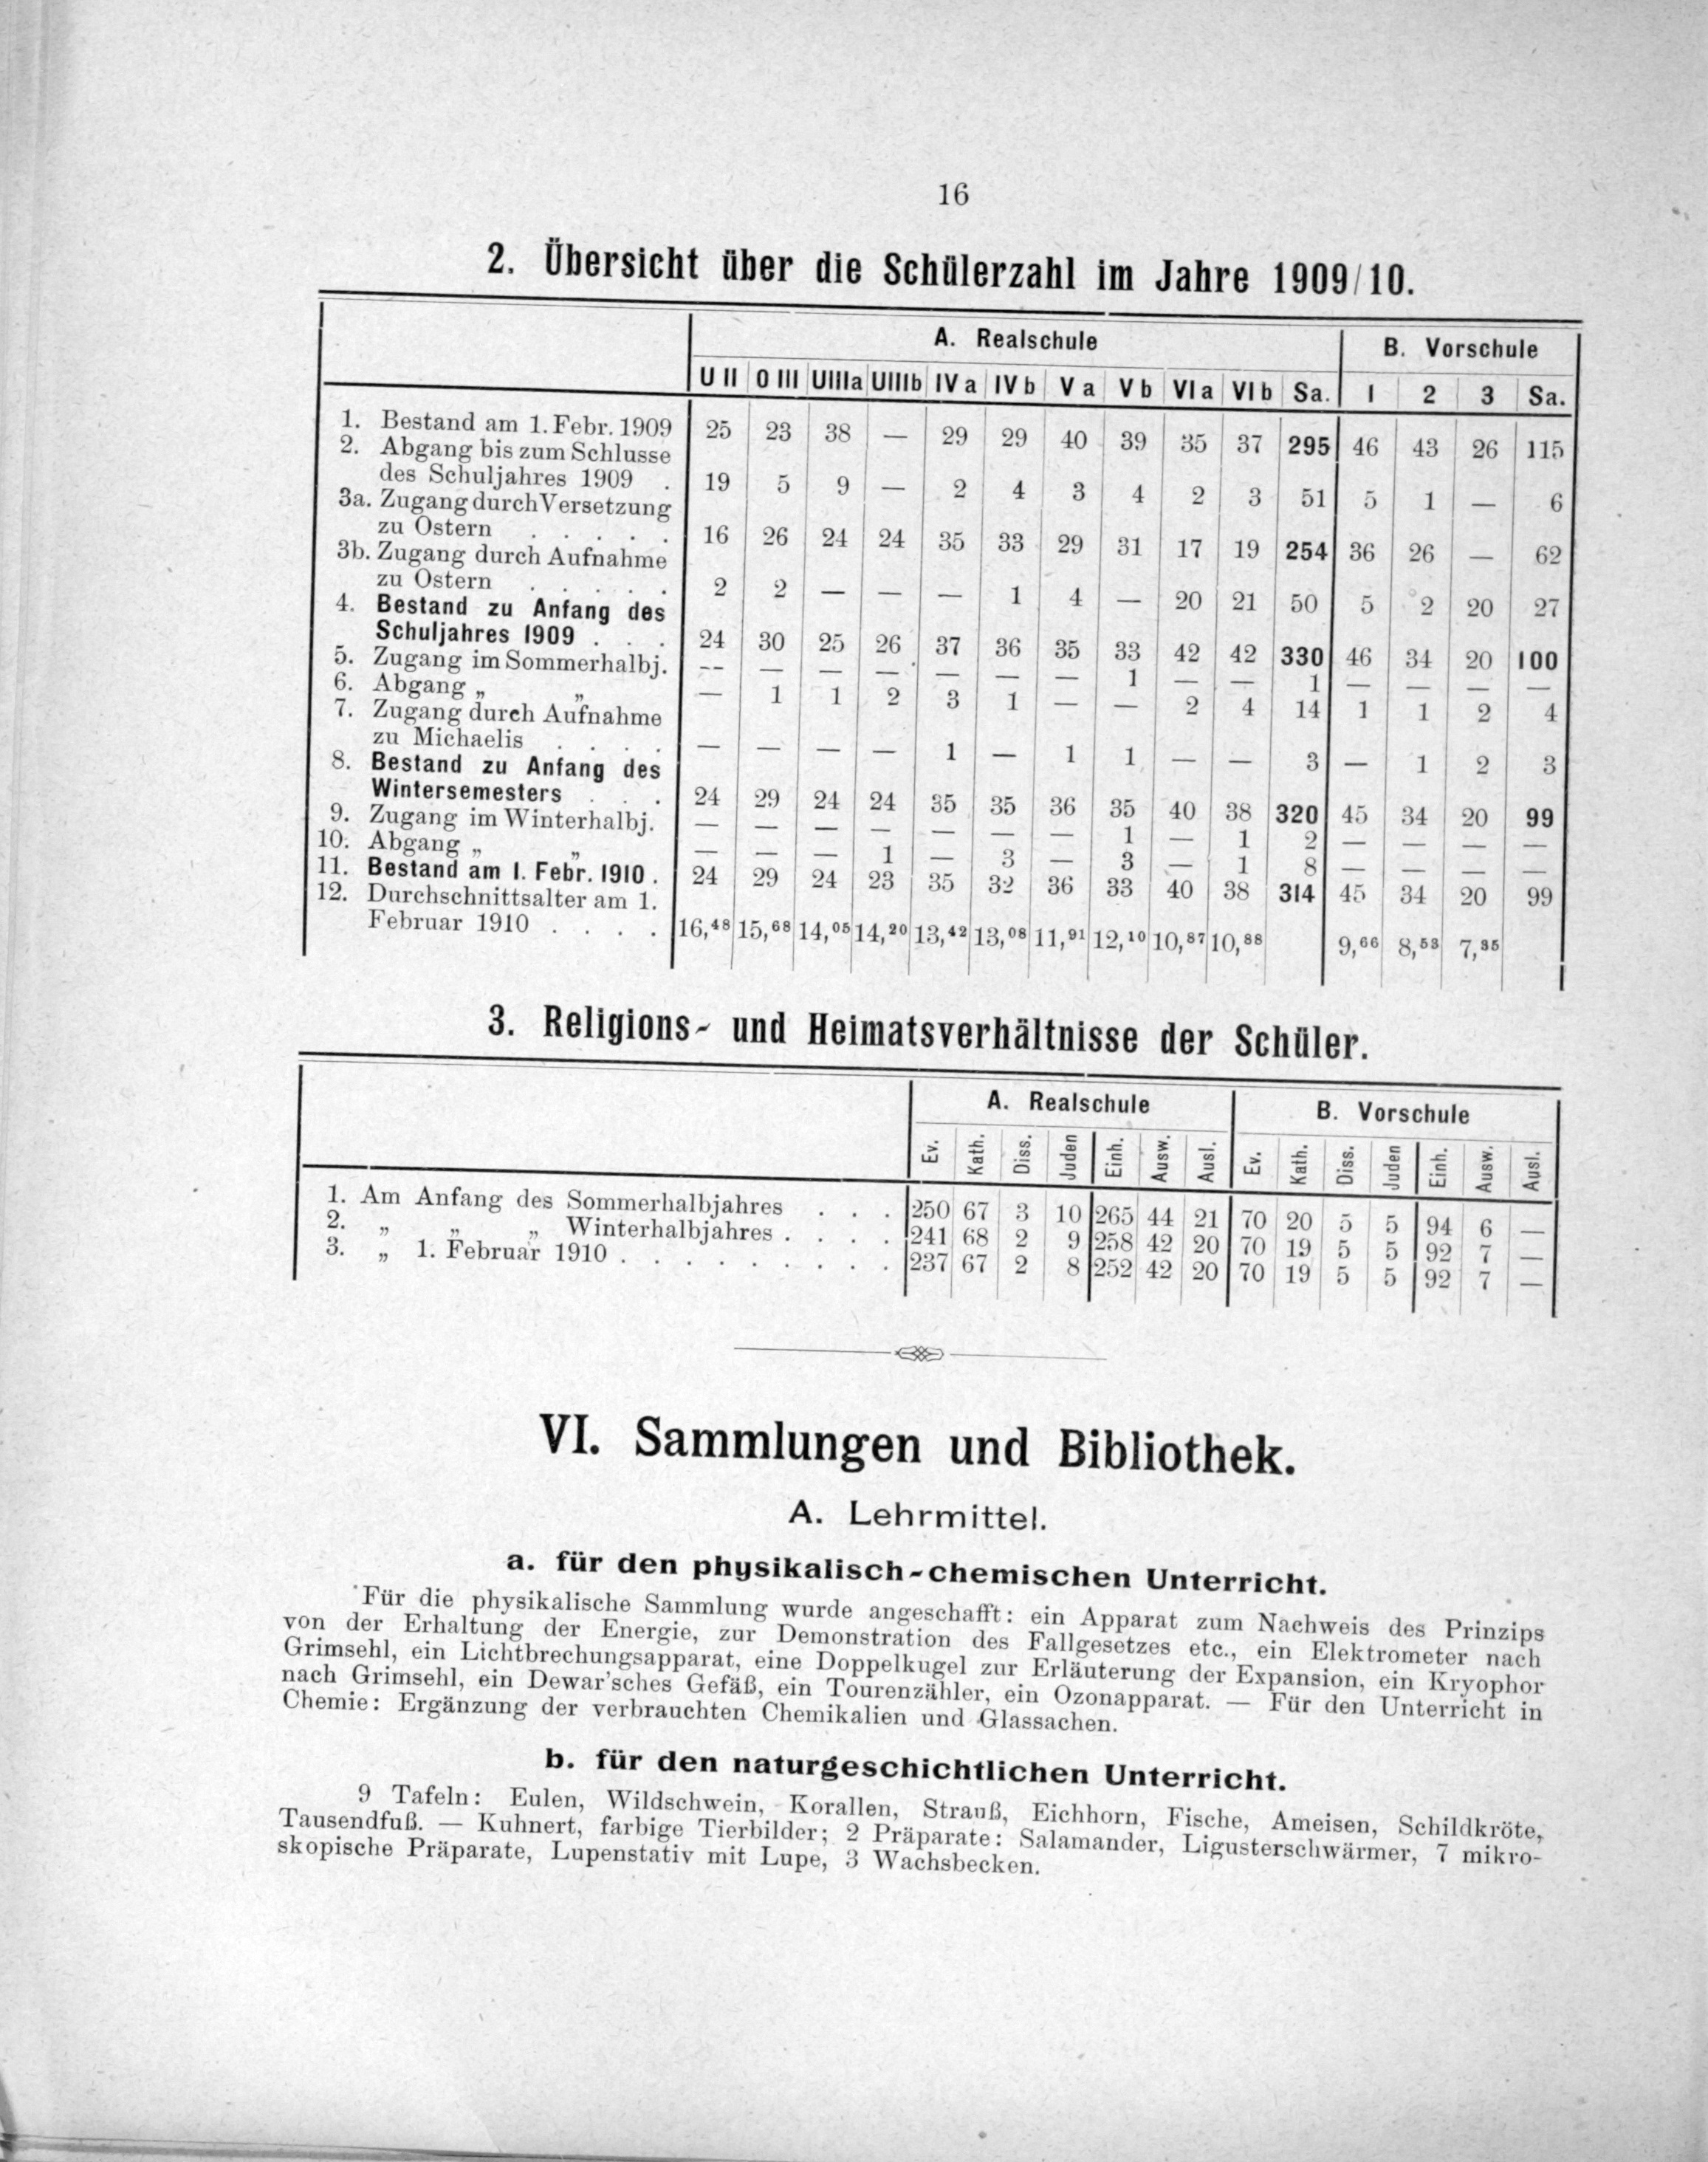 16
2. Übersicht über die Schülerzahl im Jahre 1909/10.
A. Realschule B. Vorschule
U II O III UIIIa UIIIb IVa IVb Va Vb VIa VIb Sa. 1 2 3 Sa.
1. Bestand am 1. Febr. 1909 25 23 38 — 29 29 40 39 35 37 295 46 43 26 115
2. Abgang bis zum Schlusse
des Schuljahres 1909 . 19 5 9 — 2 4 3 4 2 3 51 5 1 — 6
3a. Zugang durch Versetzung
zu Ostern . . . . . 16 26 24 24 35 33 29 31 17 19 254 36 26 — 62
3b. Zugang durch Aufnahme
zu Ostern . . . . . 2 2 — — — 1 4 — 20 21 50 5 2 20 27
4. Bestand zu Anfang des
Schuljahres 1909 . . . 24 30 25 26 37 36 35 33 42 42 330 46 34 20 100
5. Zugang im Sommerhalbj. — — — — — — — 1 — — 1 — — — —
6. Abgang „ „ — 1 1 2 3 1 — — 2 4 14 1 1 2 4
7. Zugang durch Aufnahme
zu Michaelis . . . . — — — — 1 — 1 1 — — 3 — 1 2 3
8. Bestand zu Anfang des
Wintersemesters . . . 24 29 24 24 35 35 36 35 40 38 320 45 34 20 99
9. Zugang im Winterhalbj. — — — — — — — 1 — 1 2 — — — —
10. Abgang „ „ — — — 1 — 3 — 3 — 1 8 — — — —
11. Bestand am 1. Febr. 1910 . 24 29 24 23 35 32 36 33 40 38 314 45 34 20 99
12. Durchschnittsalter am 1.
Februar 1910 . . . . 16,48 15,68 14,05 14,20 13,42 13,08 11,91 12,10 10,87 10,88 9,66 8,53 7,35
3. Religions- und Heimatsverhältnisse der Schüler.
A. Realschule B. Vorschule
Ev. Kath. Diss. Juden Einh. Ausw. Ausl. Ev. Kath. Diss. Juden Einh. Ausw. Ausl.
1. Am Anfang des Sommerhalbjahres . . . 250 67 3 10 265 44 21 70 20 5 5 94 6 —
2. „ „ „ Winterhalbjahres . . . . 241 68 2 9 258 42 20 70 19 5 5 92 7 —
3. „ 1. Februar 1910 . . . . . . . . . 237 67 2 8 252 42 20 70 19 5 5 92 7 —
VI. Sammlungen und Bibliothek.
A. Lehrmittel.
a. für den physikalisch-chemischen Unterricht.
Für die physikalische Sammlung wurde angeschafft: ein Apparat zum Nachweis des Prinzips
von der Erhaltung der Energie, zur Demonstration des Fallgesetzes etc., ein Elektrometer nach
Grimsehl, ein Lichtbrechungsapparat, eine Doppelkugel zur Erläuterung der Expansion, ein Kryophor
nach Grimsehl, ein Dewar'sches Gefäß, ein Tourenzähler, ein Ozonapparat. — Für den Unterricht in
Chemie: Ergänzung der verbrauchten Chemikalien und Glassachen.
b. für den naturgeschichtlichen Unterricht.
9 Tafeln: Eulen, Wildschwein, Korallen, Strauß, Eichhorn, Fische, Ameisen, Schildkröte,
Tausendfuß. — Kuhnert, farbige Tierbilder; 2 Präparate: Salamander, Ligusterschwärmer, 7 mikro-
skopische Präparate, Lupenstativ mit Lupe, 3 Wachsbecken.